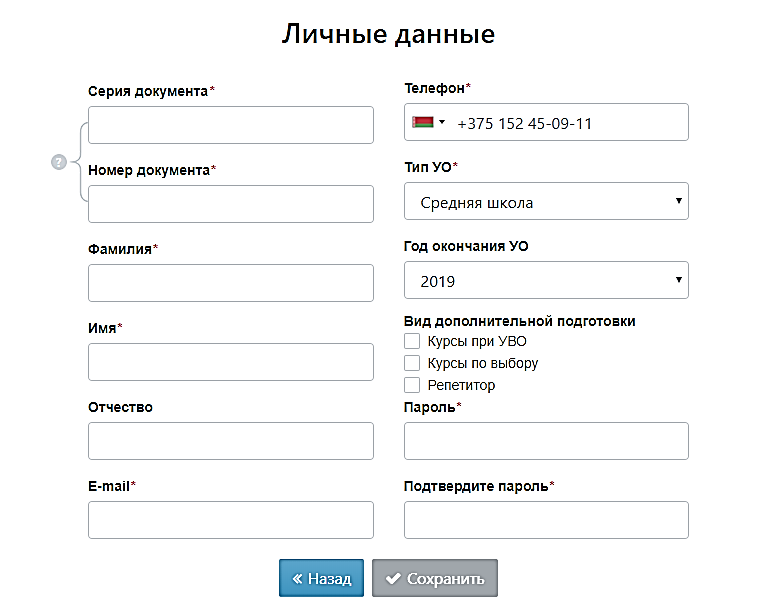 Личные данные
Серия документа*
?
Номер документа*
Фамилия*
Имя*
Отчество
E-mail*
Телефон*
+375 152 45-09-11
Тип УО*
Средняя школа
Год окончания УО
2019
Вид дополнительной подготовки
Курсы при УВО
Курсы по выбору
Репетитор
Пароль*
Подтвердите пароль*
« Назад
Сохранить